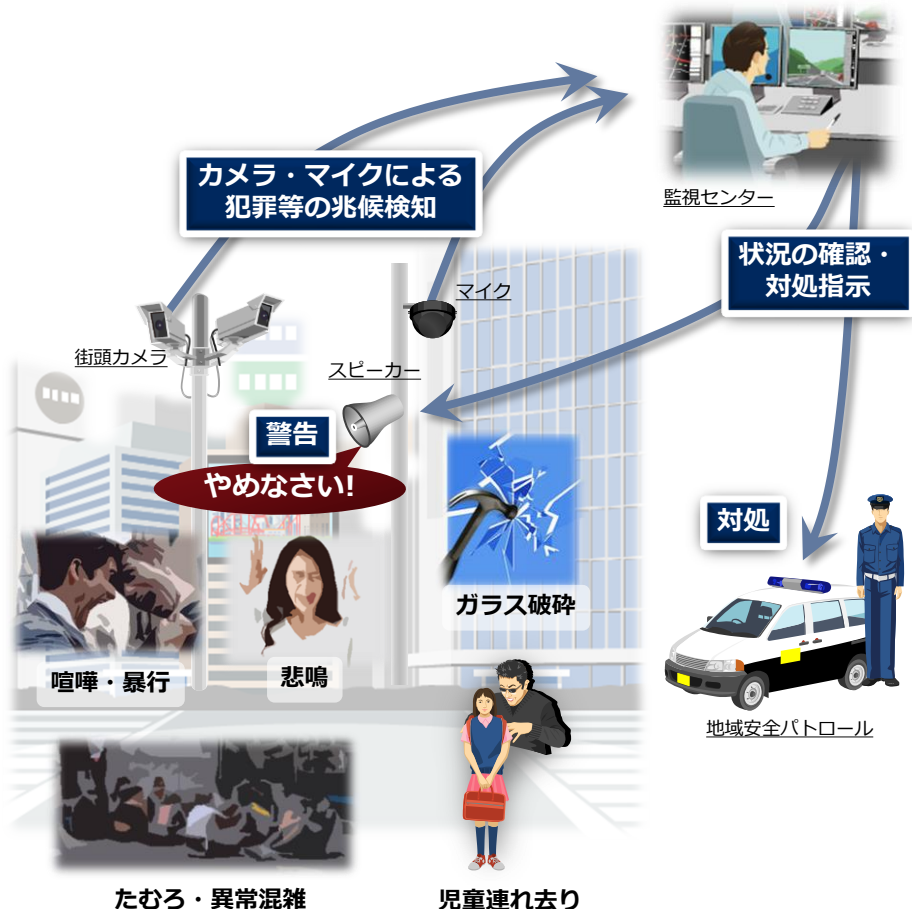 カメラ・マイクによる
犯罪等の兆候検知
監視センター
状況の確認・
対処指示
マイク
街頭カメラ
スピーカー
警告
やめなさい!
対処
ガラス破砕
喧嘩・暴行
悲鳴
地域安全パトロール
たむろ・異常混雑
児童連れ去り